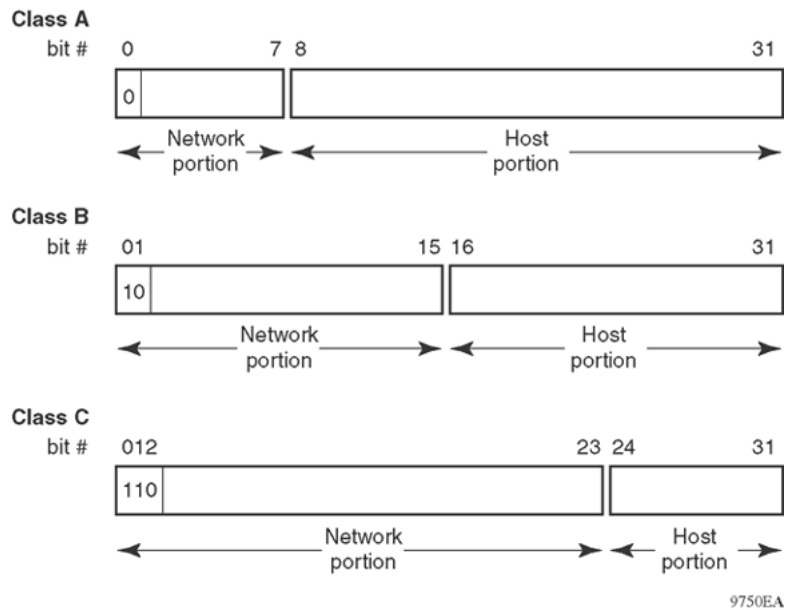 Class A
bit # 0 7 8 31
0
Network portion Host portion
Class B
bit # 01 15 16 31
10
Network portion Host portion
Class C
bit # 012 23 24 31
110
Network portion Host portion
9750EA